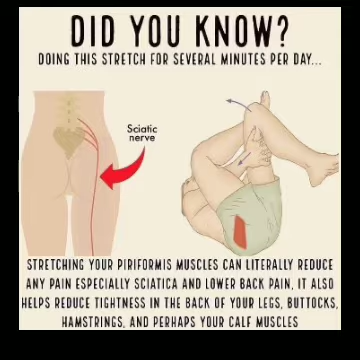 DID YOU KNOW?
DOING THIS STRETCH FOR SEVERAL MINUTES PER DAY...
Sciatic
nerve
STRETCHING YOUR PIRIFORMIS MUSCLES CAN LITERALLY REDUCE
ANY PAIN ESPECIALLY SCIATICA AND LOWER BACK PAIN, IT ALSO
HELPS REDUCE TIGHTNESS IN THE BACK OF YOUR LEGS, BUTTOCKS,
HAMSTRINGS, AND PERHAPS YOUR CALF MUSCLES